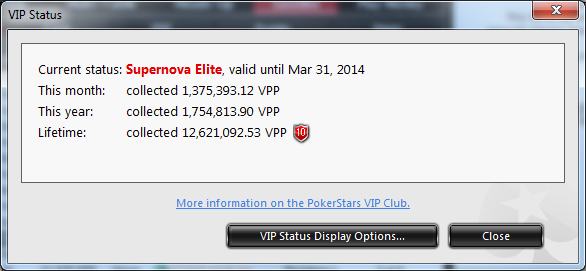 VIP Status
Current status: Supernova Elite, valid until Mar 31, 2014
This month: collected 1,375,393.12 VPP
This year: collected 1,754,813.90 VPP
Lifetime: collected 12,621,092.53 VPP 10
More information on the PokerStars VIP Club.
VIP Status Display Options... Close